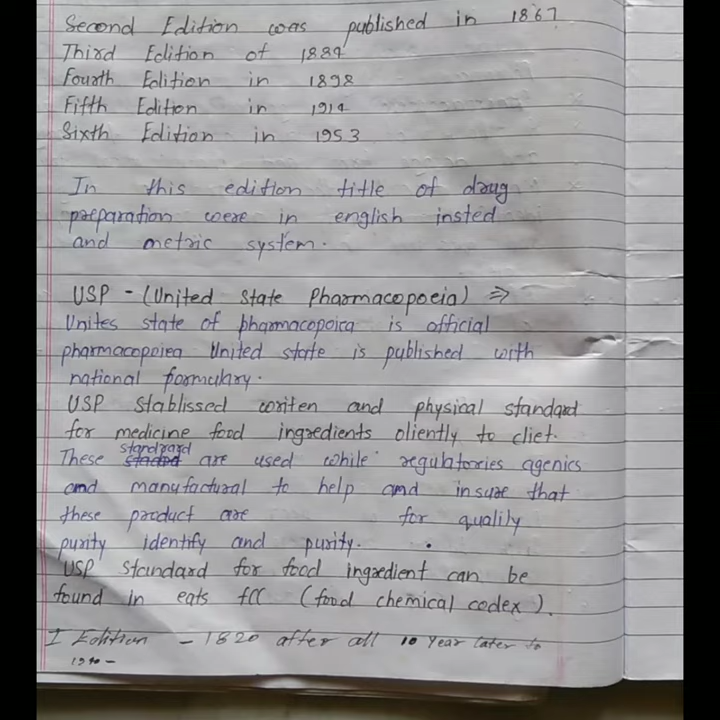 Second Edition was published in 1867
Third Edition of 1884
Fourth Edition in 1898
Fifth Edition in 1914
Sixth Edition in 1953
In this edition title of drug
preparation were in english insted
and metric system.
USP - (United State Pharmacopoeia) ⇒
Unites state of pharmacopoiea is official
pharmacopoiea United state is published with
national formulary.
USP Stablissed writen and physical standard
for medicine food ingredients oliently to cliet.
These standrard are used while regulatories agenics
and manufactural to help and insure that
these product are for qualily
purity identify and purity.
USP Standard for food ingredient can be
found in eats fCC (food chemical codex).
I Edition - 1820 after all 10 Year later to